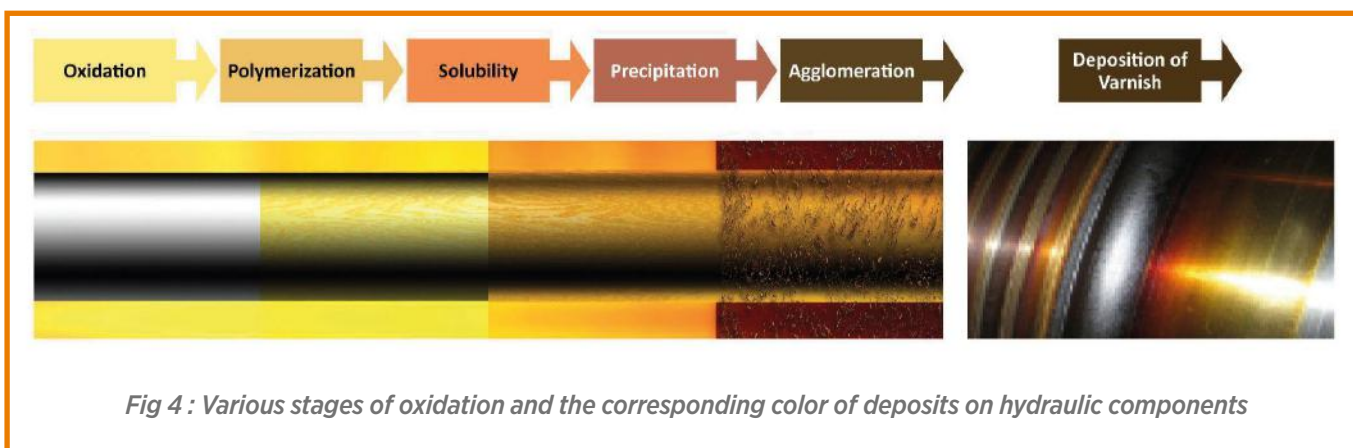 Oxidation
Polymerization
Solubility
Precipitation
Agglomeration
Deposition of
Varnish
Fig 4 : Various stages of oxidation and the corresponding color of deposits on hydraulic components